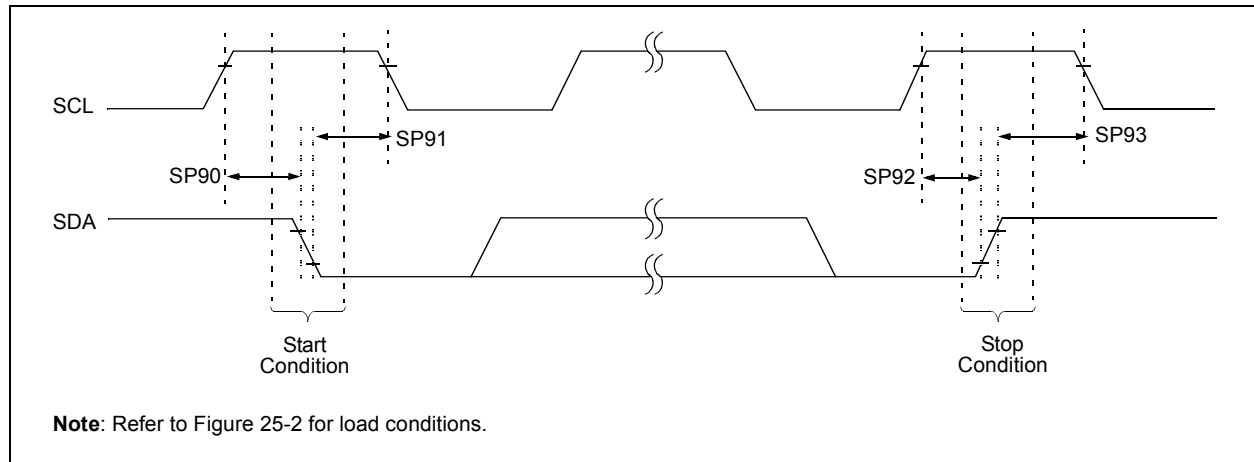 SCL
SP91
SP93
SP90
SP92
SDA
Start
Condition
Stop
Condition
Note: Refer to Figure 25-2 for load conditions.